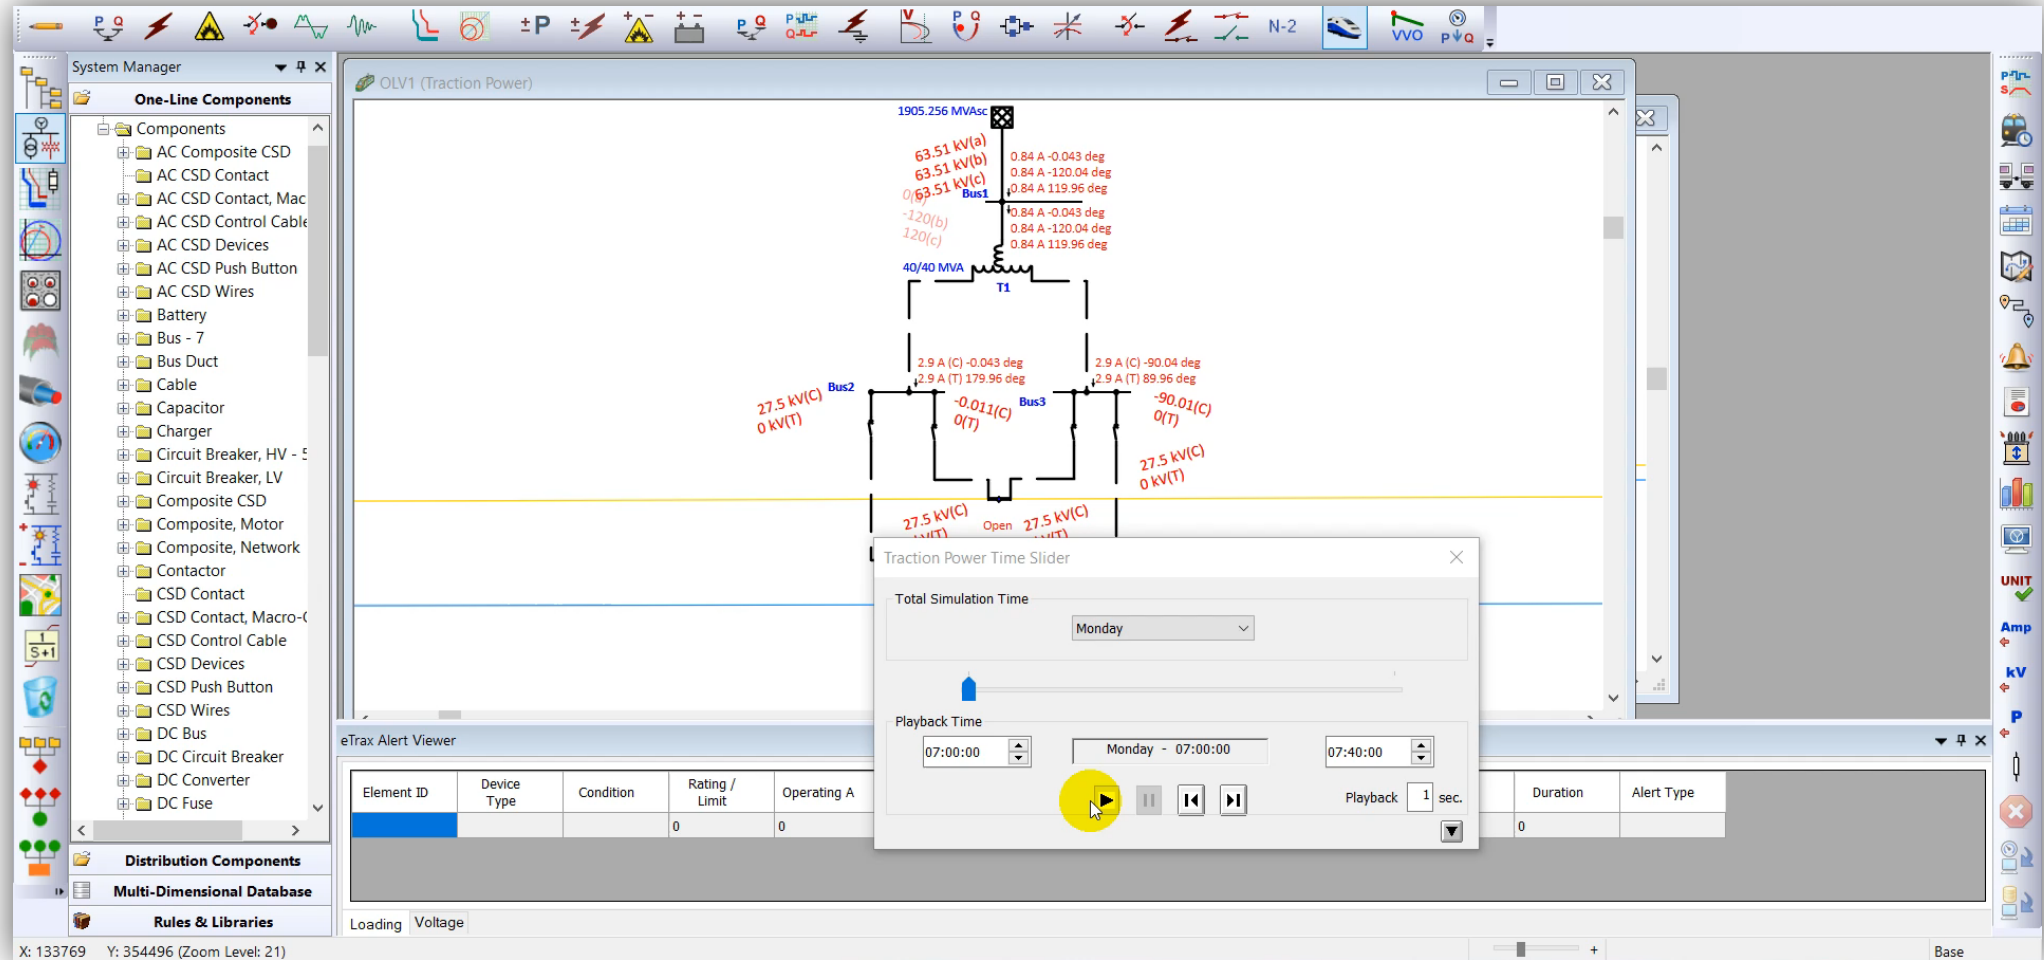 P Q
± P
±
P Q
P
Q
V
P Q
N-2
VVO
P Q
System Manager
One-Line Components
Components
AC Composite CSD
AC CSD Contact
AC CSD Contact, Mac
AC CSD Control Cable
AC CSD Devices
AC CSD Push Button
AC CSD Wires
Battery
Bus - 7
Bus Duct
Cable
Capacitor
Charger
Circuit Breaker, HV - 5
Circuit Breaker, LV
Composite CSD
Composite, Motor
Composite, Network
Contactor
CSD Contact
CSD Contact, Macro-C
CSD Control Cable
CSD Devices
CSD Push Button
CSD Wires
DC Bus
DC Circuit Breaker
DC Converter
DC Fuse
Distribution Components
Multi-Dimensional Database
Rules & Libraries
1
S+1
OLV1 (Traction Power)
1905.256 MVAsc
63.51 kV(a)
63.51 kV(b)
63.51 kV(c)
0.84 A -0.043 deg
0.84 A -120.04 deg
0.84 A 119.96 deg
Bus1
0(a)
-120(b)
120(c)
0.84 A -0.043 deg
0.84 A -120.04 deg
0.84 A 119.96 deg
40/40 MVA
T1
2.9 A (C) -0.043 deg
2.9 A (T) 179.96 deg
2.9 A (C) -90.04 deg
2.9 A (T) 89.96 deg
Bus2
27.5 kV(C)
0 kV(T)
-0.011(C)
0(T)
Bus3
-90.01(C)
0(T)
27.5 kV(C)
0 kV(T)
27.5 kV(C)
Open
27.5 kV(C)
Traction Power Time Slider
Total Simulation Time
Monday
Playback Time
07:00:00
Monday - 07:00:00
07:40:00
Playback 1 sec.
eTrax Alert Viewer
Element ID
Device
Type
Condition
Rating /
Limit
Operating A
Duration
Alert Type
0
0
0
Loading
Voltage
X: 133769
Y: 354496 (Zoom Level: 21)
Base
P
S
UNIT
Amp
kV
P